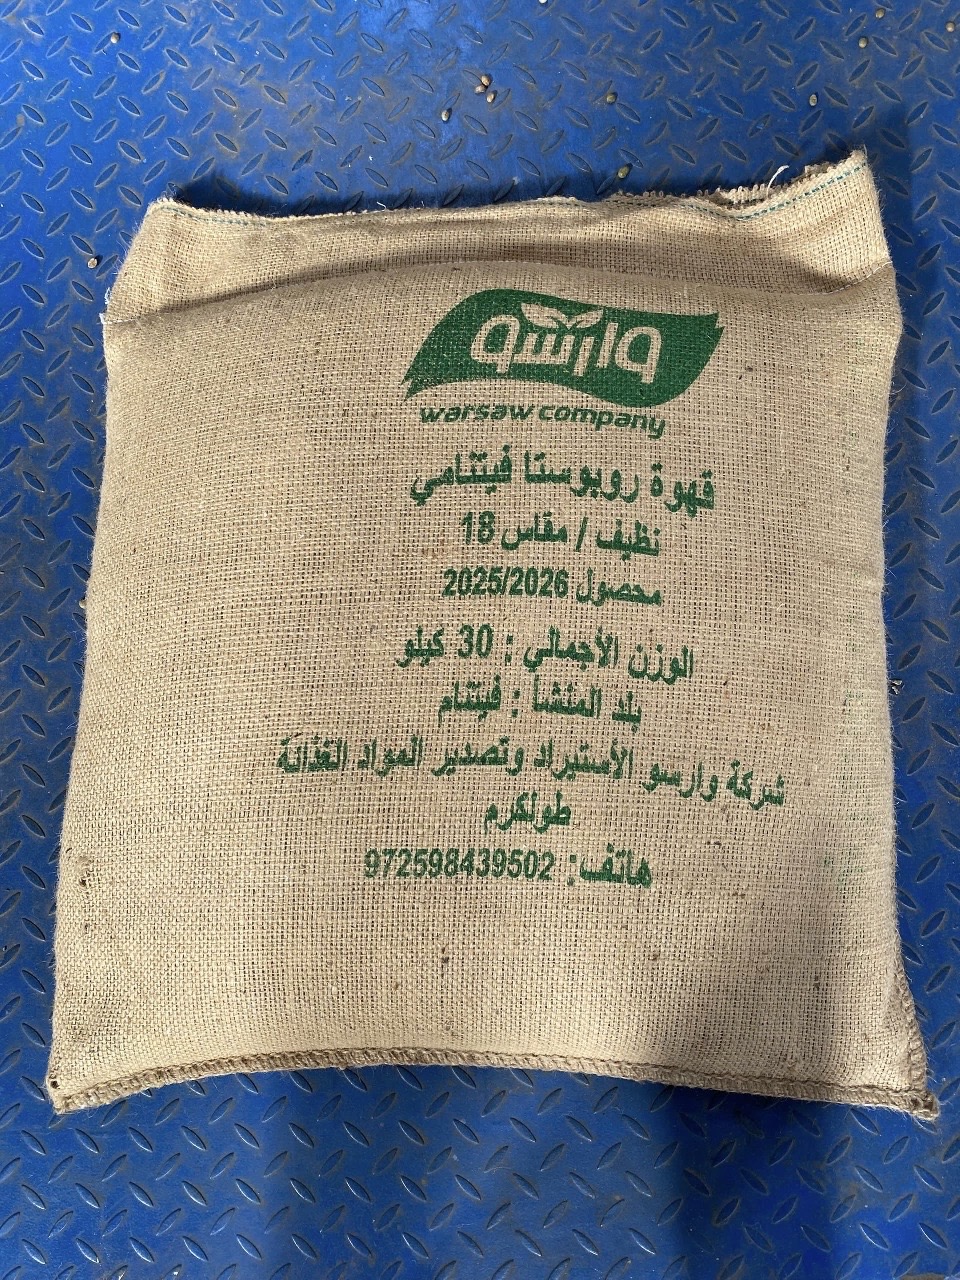 وارسو
warsaw company
قهوة روبوستا فيتنامي
نظيف / مقاس 18
محصول 2025/2026
الوزن الأجمالي : 30 كيلو
بلد المنشأ : فيتنام
شركة وارسو الأستيراد وتصدير المواد الغذائة
طولكرم
هاتف: 972598439502